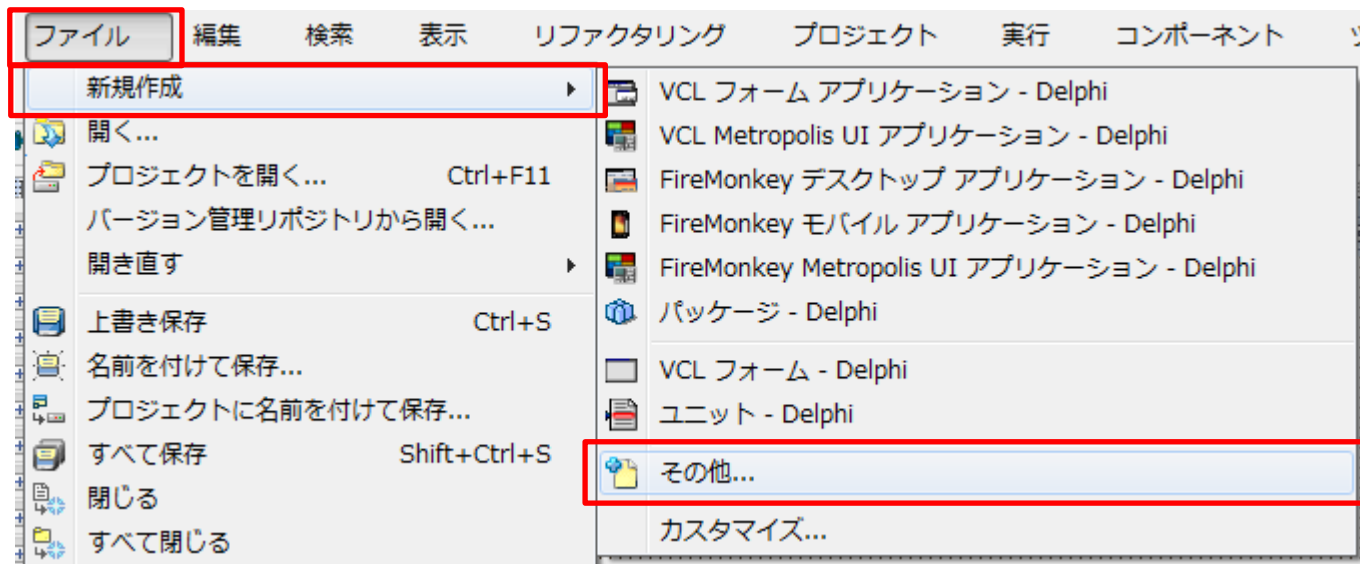 ファイル 編集 検索 表示 リファクタリング プロジェクト 実行 コンポーネント
新規作成
開く...
プロジェクトを開く... Ctrl+F11
バージョン管理リポジトリから開く...
開き直す
上書き保存 Ctrl+S
名前を付けて保存...
プロジェクトに名前を付けて保存...
すべて保存 Shift+Ctrl+S
閉じる
すべて閉じる
VCL フォーム アプリケーション - Delphi
VCL Metropolis UI アプリケーション - Delphi
FireMonkey デスクトップ アプリケーション - Delphi
FireMonkey モバイル アプリケーション - Delphi
FireMonkey Metropolis UI アプリケーション - Delphi
パッケージ - Delphi
VCL フォーム - Delphi
ユニット - Delphi
その他...
カスタマイズ...